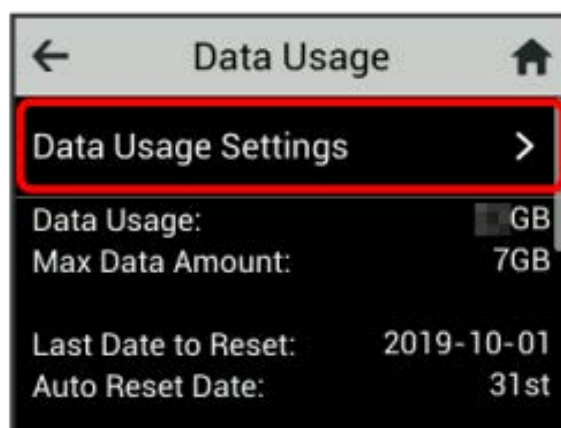 Data Usage
Data Usage Settings
Data Usage: GB
Max Data Amount: 7GB
Last Date to Reset: 2019-10-01
Auto Reset Date: 31st